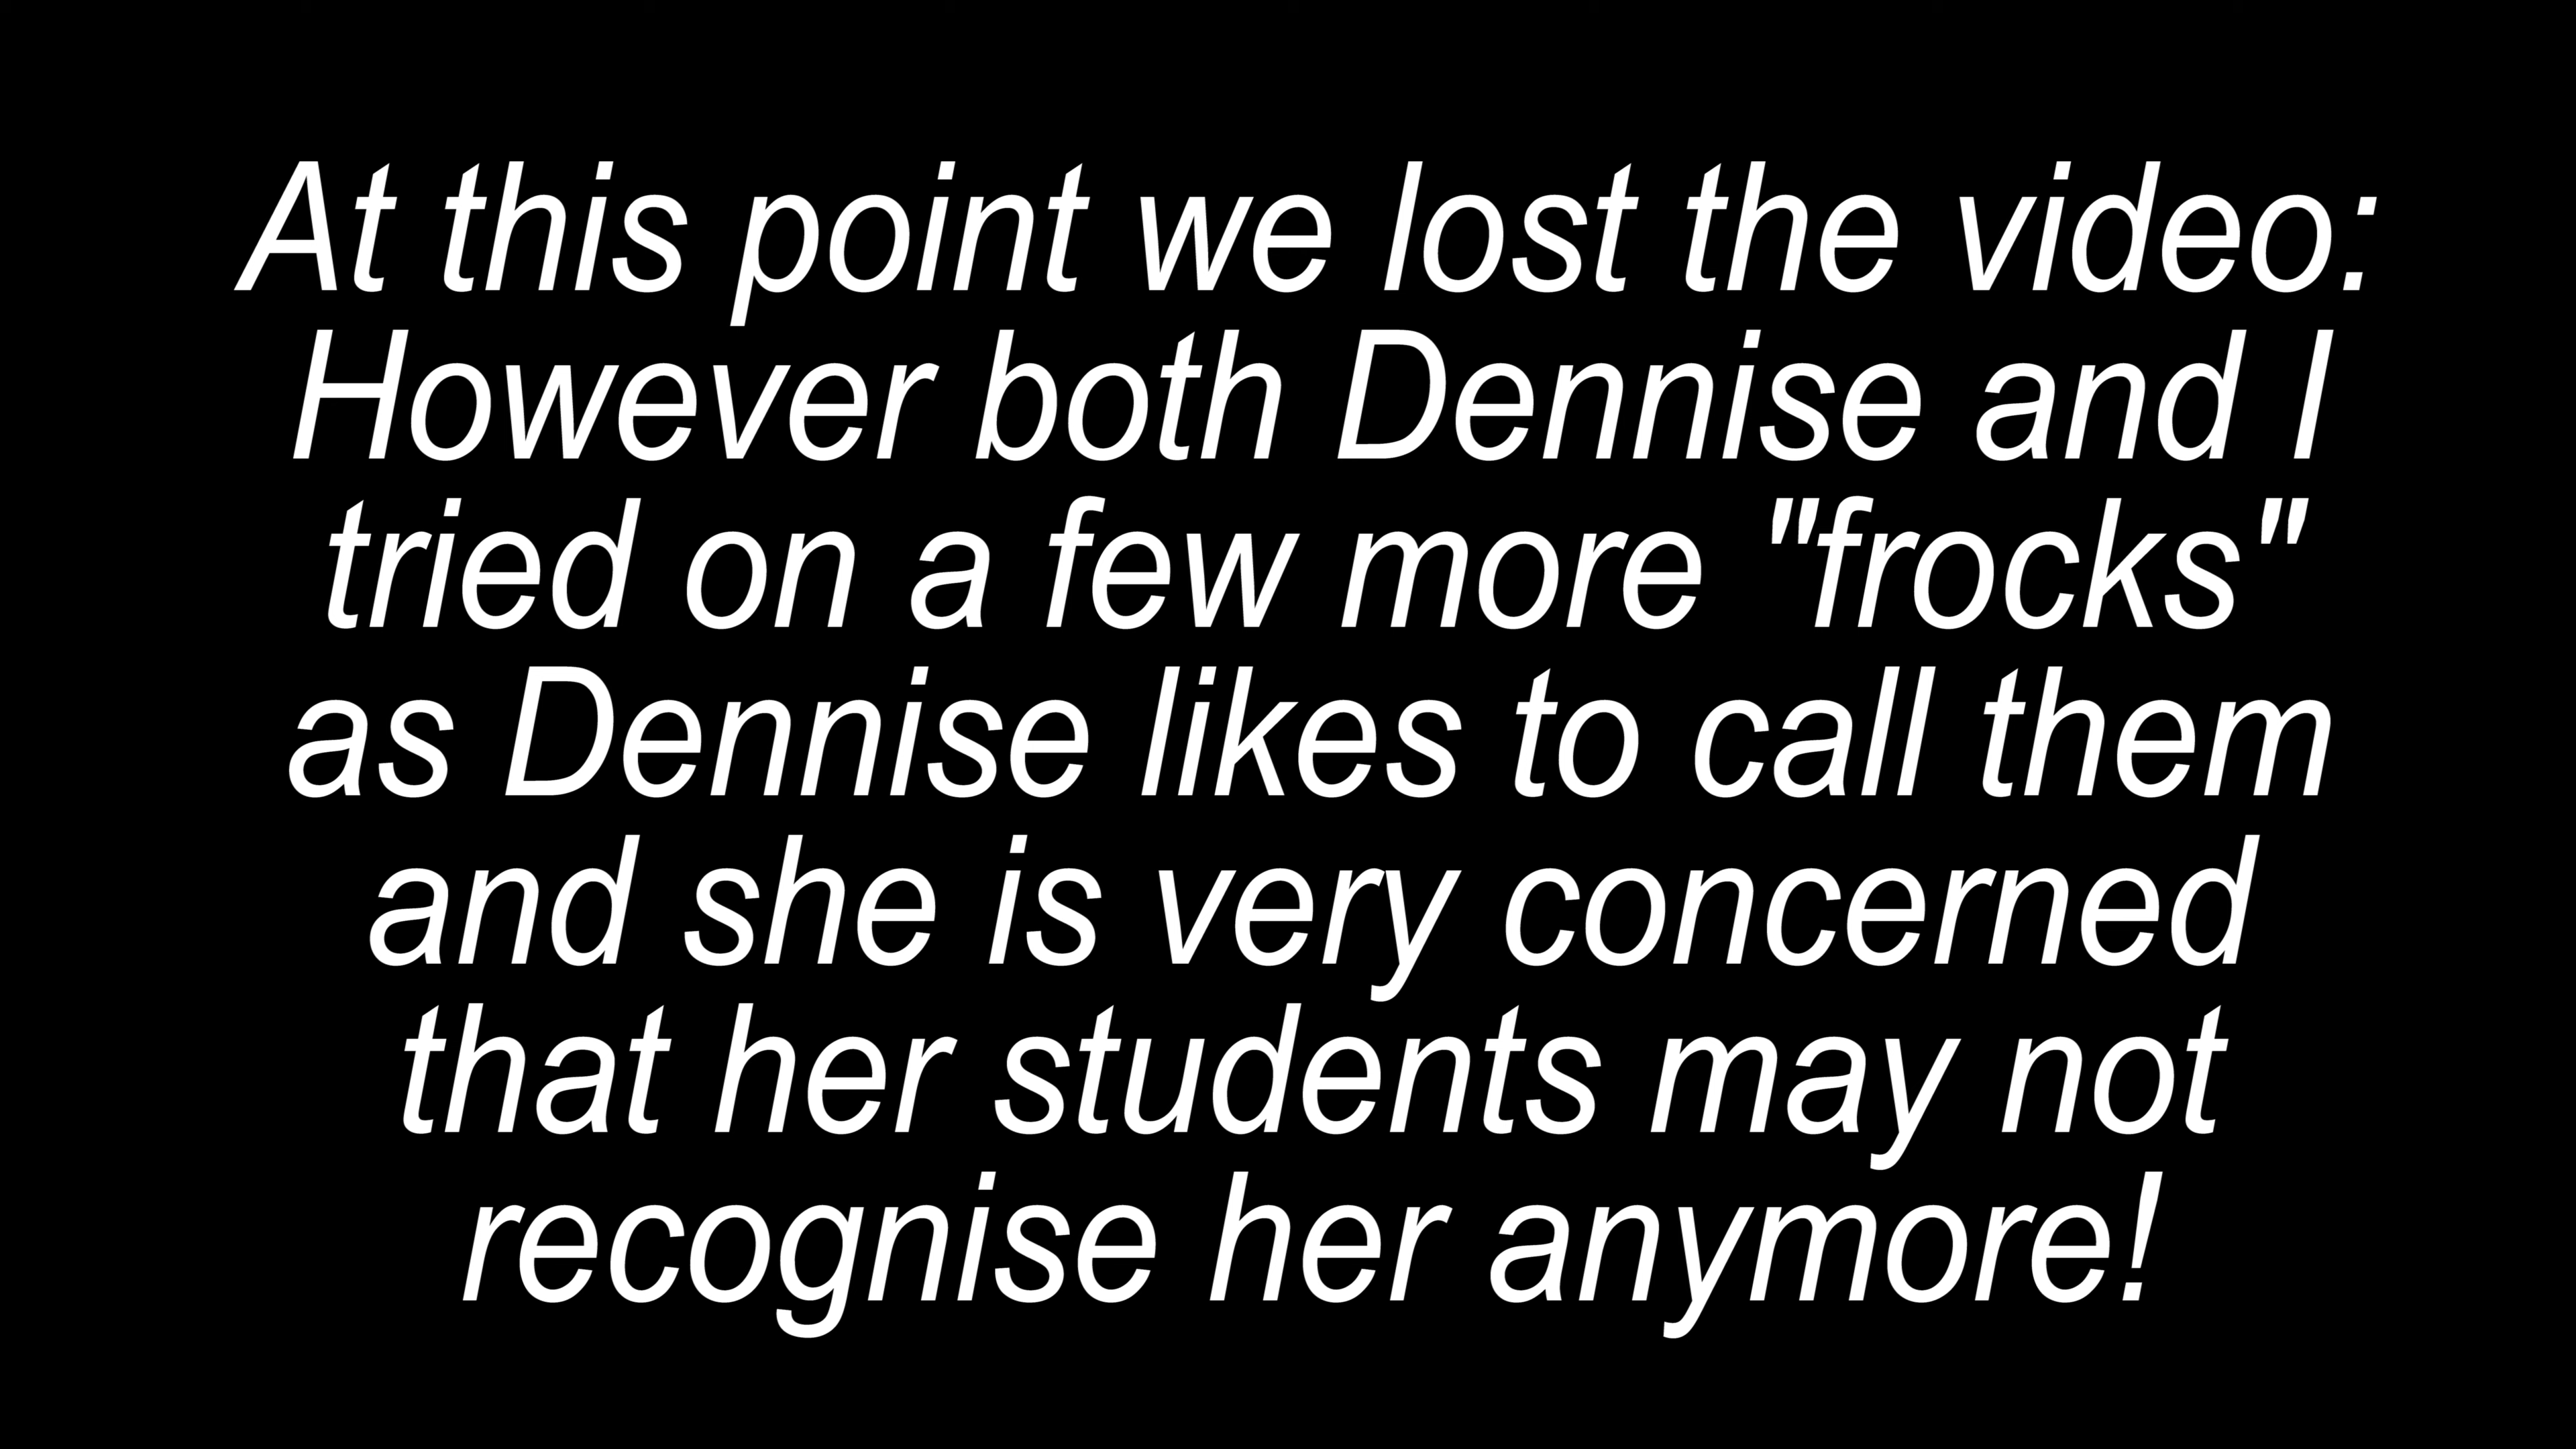 At this point we lost the video:
However both Dennise and I
tried on a few more "frocks"
as Dennise likes to call them
and she is very concerned
that her students may not
recognise her anymore!